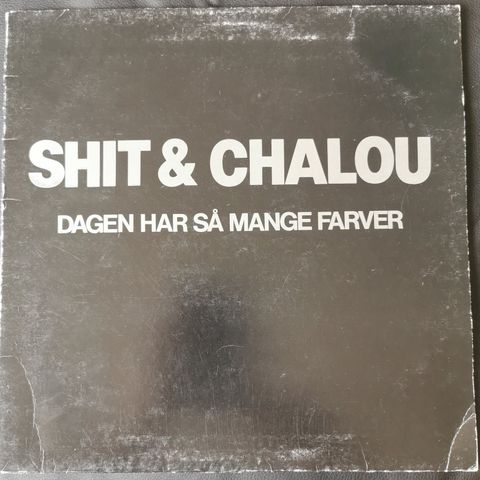 SHIT & CHALOU
DAGEN HAR SÅ MANGE FARVER